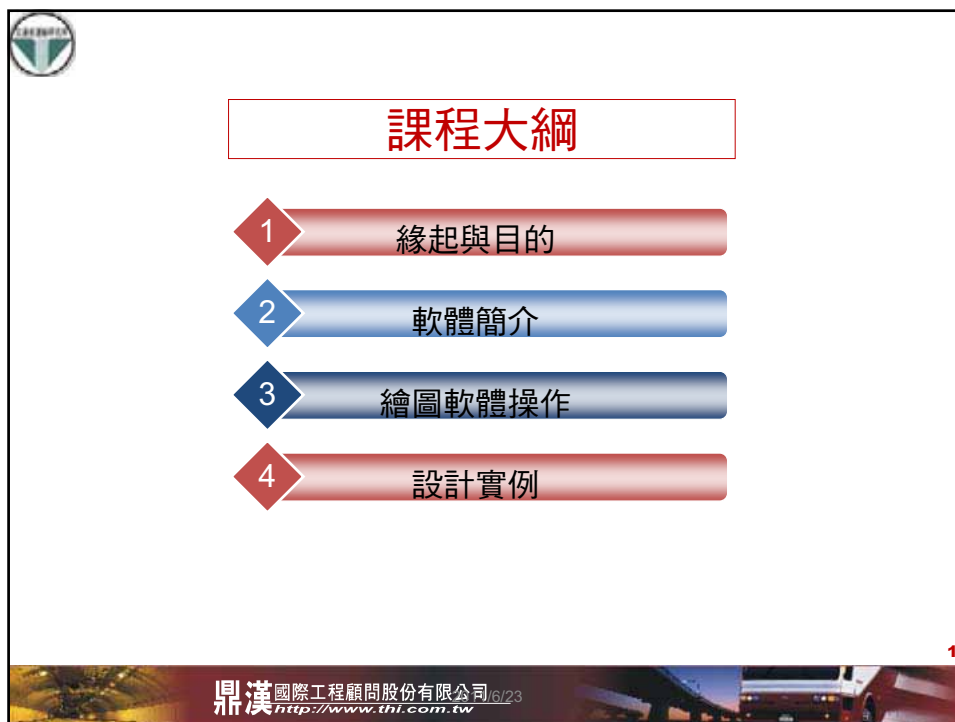 課程大綱
1
緣起與目的
2
軟體簡介
3
繪圖軟體操作
4
設計實例
1
鼎漢國際工程顧問股份有限公司
/6/23
http://www.thi.com.tw